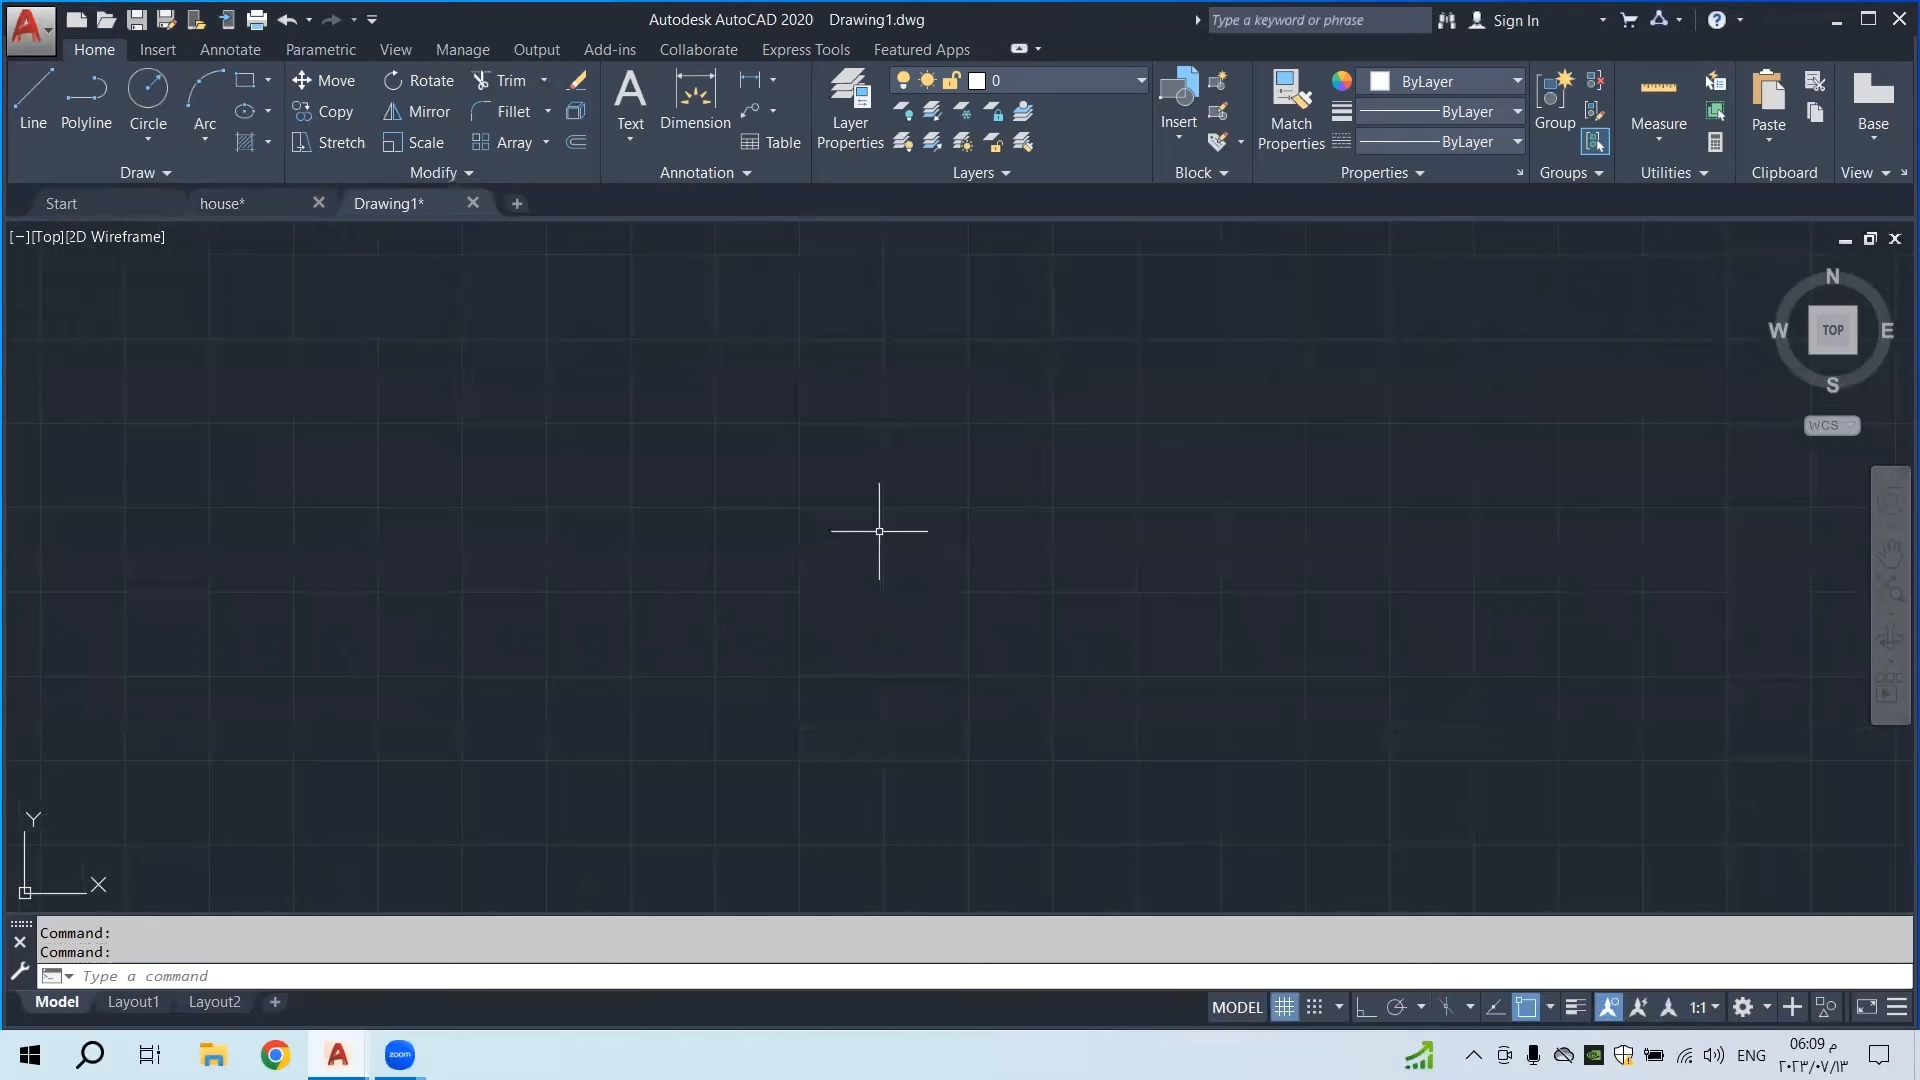 Autodesk AutoCAD 2020 Drawing1.dwg
Type a keyword or phrase
Sign In
Home Insert Annotate Parametric View Manage Output Add-ins Collaborate Express Tools Featured Apps
Line Polyline Circle Arc
Move Rotate Trim
Copy Mirror Fillet
Stretch Scale Array
Text Dimension
Table
Layer Properties
0
Insert
Match Properties
ByLayer
ByLayer
ByLayer
Group
Measure
Paste
Base
Draw Modify Annotation Layers Block Properties Groups Utilities Clipboard View
Start house* Drawing1*
[−][Top][2D Wireframe]
N
W TOP E
S
WCS
Y
X
Command:
Command:
Type a command
Model Layout1 Layout2
MODEL
1:1
zoom
ENG
06:09 م
٢٠٢٣/٠٧/١٣